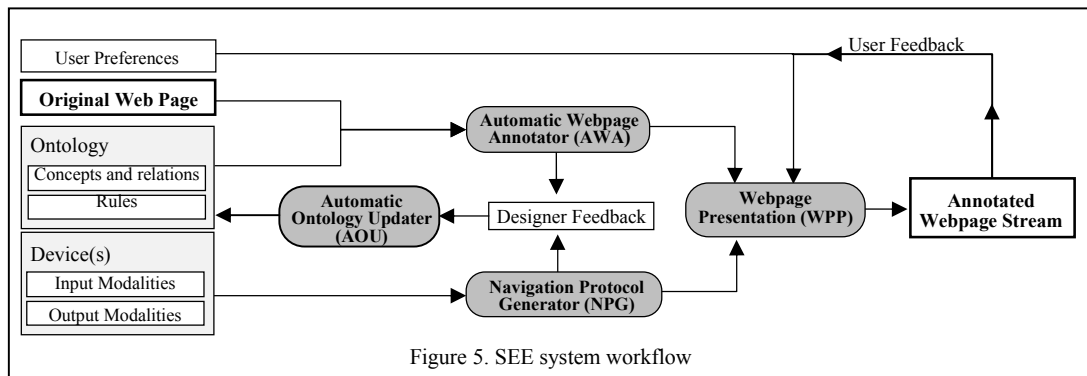 User Preferences
User Feedback
Original Web Page
Ontology
Concepts and relations
Rules
Automatic Webpage
Annotator (AWA)
Automatic
Ontology Updater
(AOU)
Designer Feedback
Webpage
Presentation (WPP)
Annotated
Webpage Stream
Device(s)
Input Modalities
Output Modalities
Navigation Protocol
Generator (NPG)
Figure 5. SEE system workflow